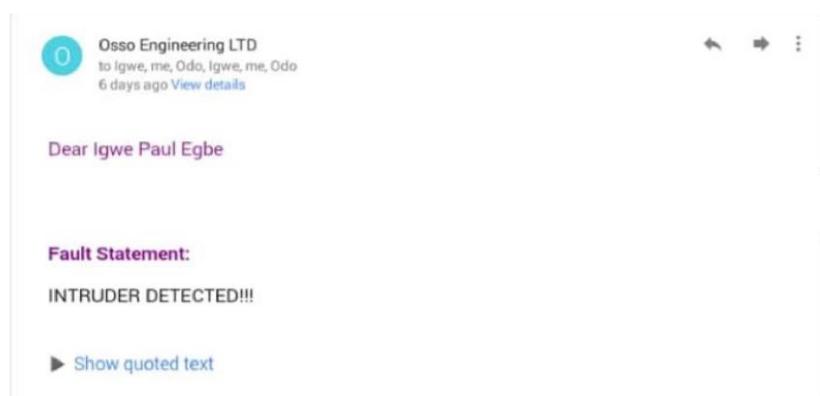 O
Osso Engineering LTD
to Igwe, me, Odo, Igwe, me, Odo
6 days ago View details
Dear Igwe Paul Egbe
Fault Statement:
INTRUDER DETECTED!!!
Show quoted text